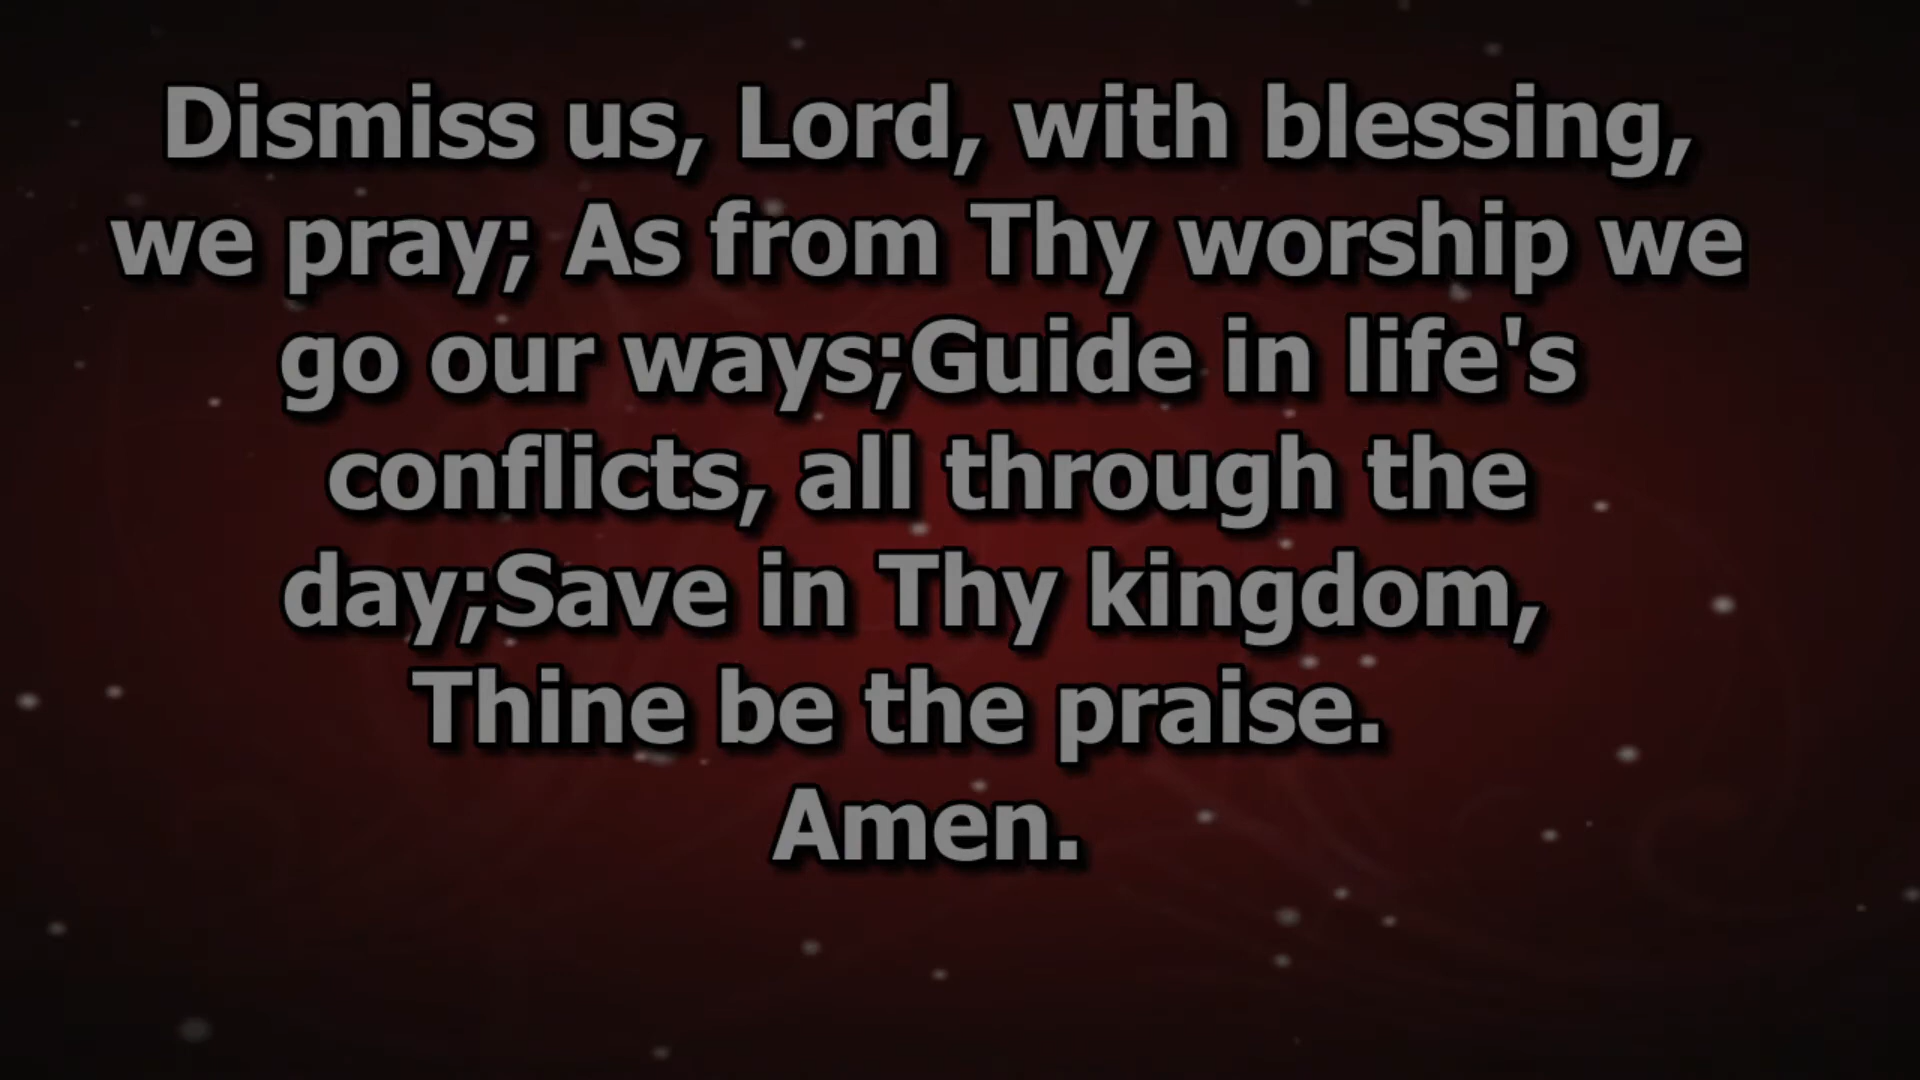 Dismiss us, Lord, with blessing,
we pray; As from Thy worship we
go our ways;Guide in life's
conflicts, all through the
day;Save in Thy kingdom,
Thine be the praise.
Amen.